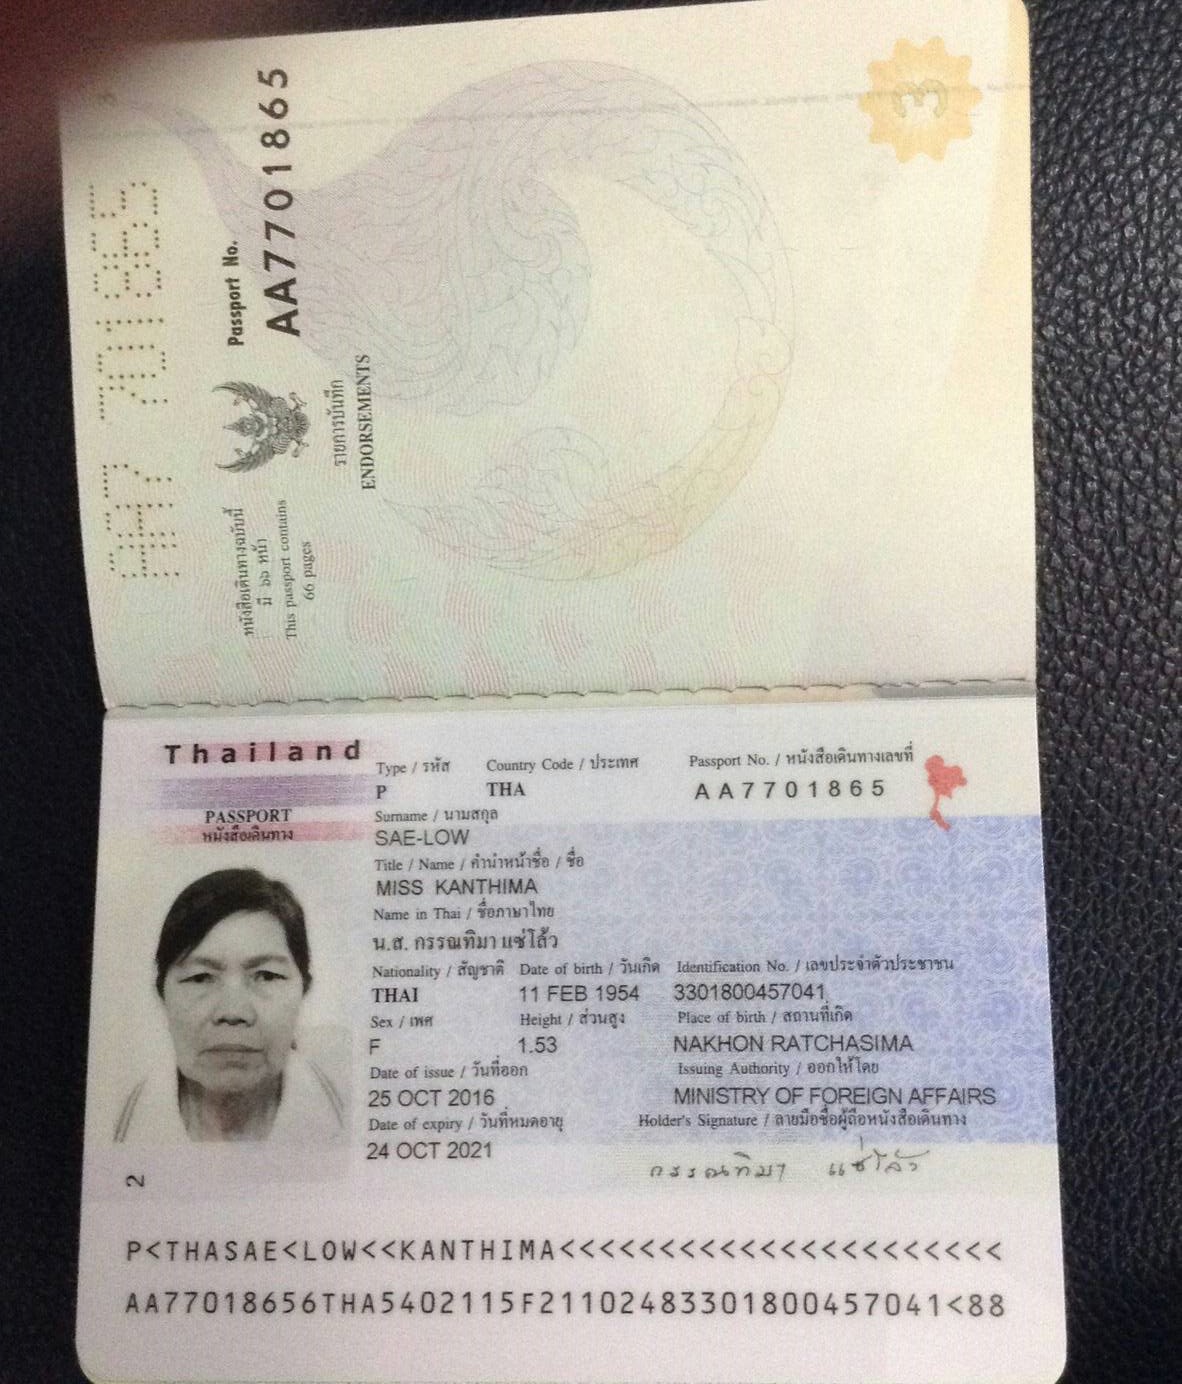 AA7 701865
Passport No.
AA7701865
หนังสือเดินทางฉบับนี้
มี ๖๖ หน้า
This passport contains
66 pages
รายการบันทึก
ENDORSEMENTS
3
Thailand
PASSPORT
หนังสือเดินทาง
Type / รหัส Country Code / ประเทศ Passport No. / หนังสือเดินทางเลขที่
P THA AA7701865
Surname / นามสกุล
SAE-LOW
Title / Name / คำนำหน้าชื่อ / ชื่อ
MISS KANTHIMA
Name in Thai / ชื่อภาษาไทย
น.ส. กรรณทิมา แซ่โล้ว
Nationality / สัญชาติ Date of birth / วันเกิด Identification No. / เลขประจำตัวประชาชน
THAI 11 FEB 1954 3301800457041
Sex / เพศ Height / ส่วนสูง Place of birth / สถานที่เกิด
F 1.53 NAKHON RATCHASIMA
Date of issue / วันที่ออก Issuing Authority / ออกให้โดย
25 OCT 2016 MINISTRY OF FOREIGN AFFAIRS
Date of expiry / วันที่หมดอายุ Holder's Signature / ลายมือชื่อผู้ถือหนังสือเดินทาง
24 OCT 2021
กรรณทิมา แซ่โล้ว
2
P<THASAE<LOW<<KANTHIMA<<<<<<<<<<<<<<<<<<<<<<
AA77018656THA5402115F21102483301800457041<88